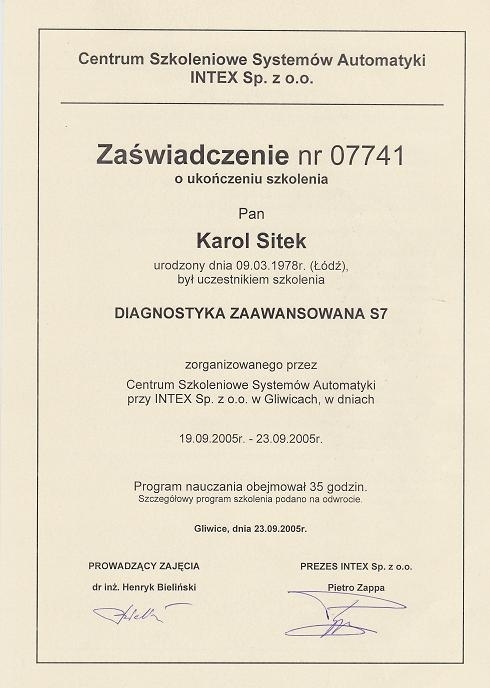 Centrum Szkoleniowe Systemów Automatyki
INTEX Sp. z o.o.
Zaświadczenie nr 07741
o ukończeniu szkolenia
Pan
Karol Sitek
urodzony dnia 09.03.1978r. (Łódź),
był uczestnikiem szkolenia
DIAGNOSTYKA ZAAWANSOWANA S7
zorganizowanego przez
Centrum Szkoleniowe Systemów Automatyki
przy INTEX Sp. z o.o. w Gliwicach, w dniach
19.09.2005r. - 23.09.2005r.
Program nauczania obejmował 35 godzin.
Szczegółowy program szkolenia podano na odwrocie.
Gliwice, dnia 23.09.2005r.
PROWADZĄCY ZAJĘCIA
dr inż. Henryk Bieliński
PREZES INTEX Sp. z o.o.
Pietro Zappa